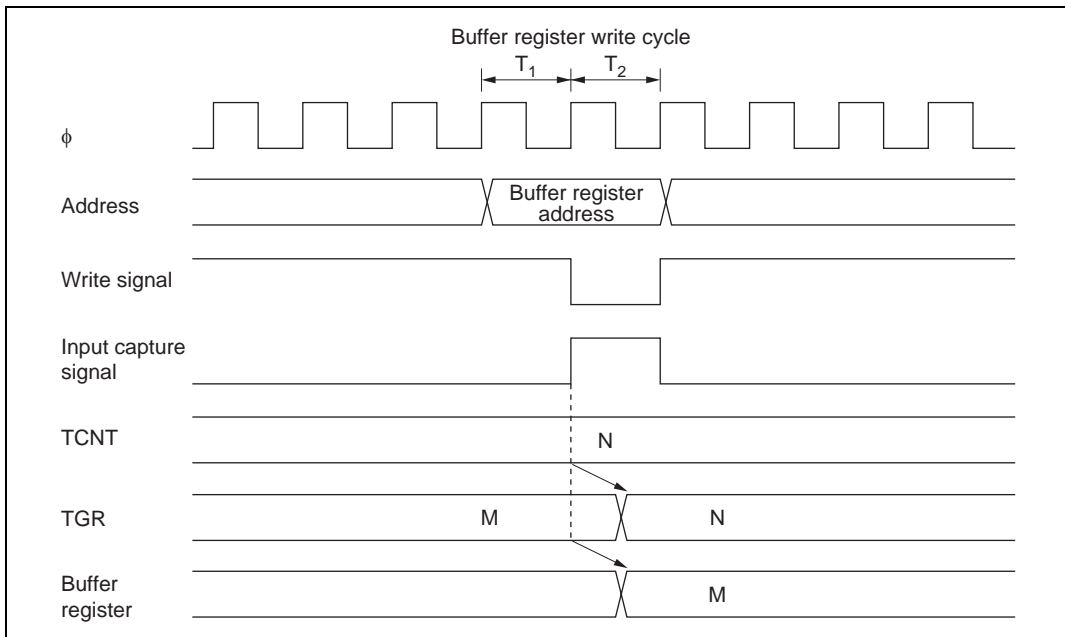 Buffer register write cycle
T1 T2
ϕ
Address
Buffer register
address
Write signal
Input capture
signal
TCNT
N
TGR
M N
Buffer
register
M